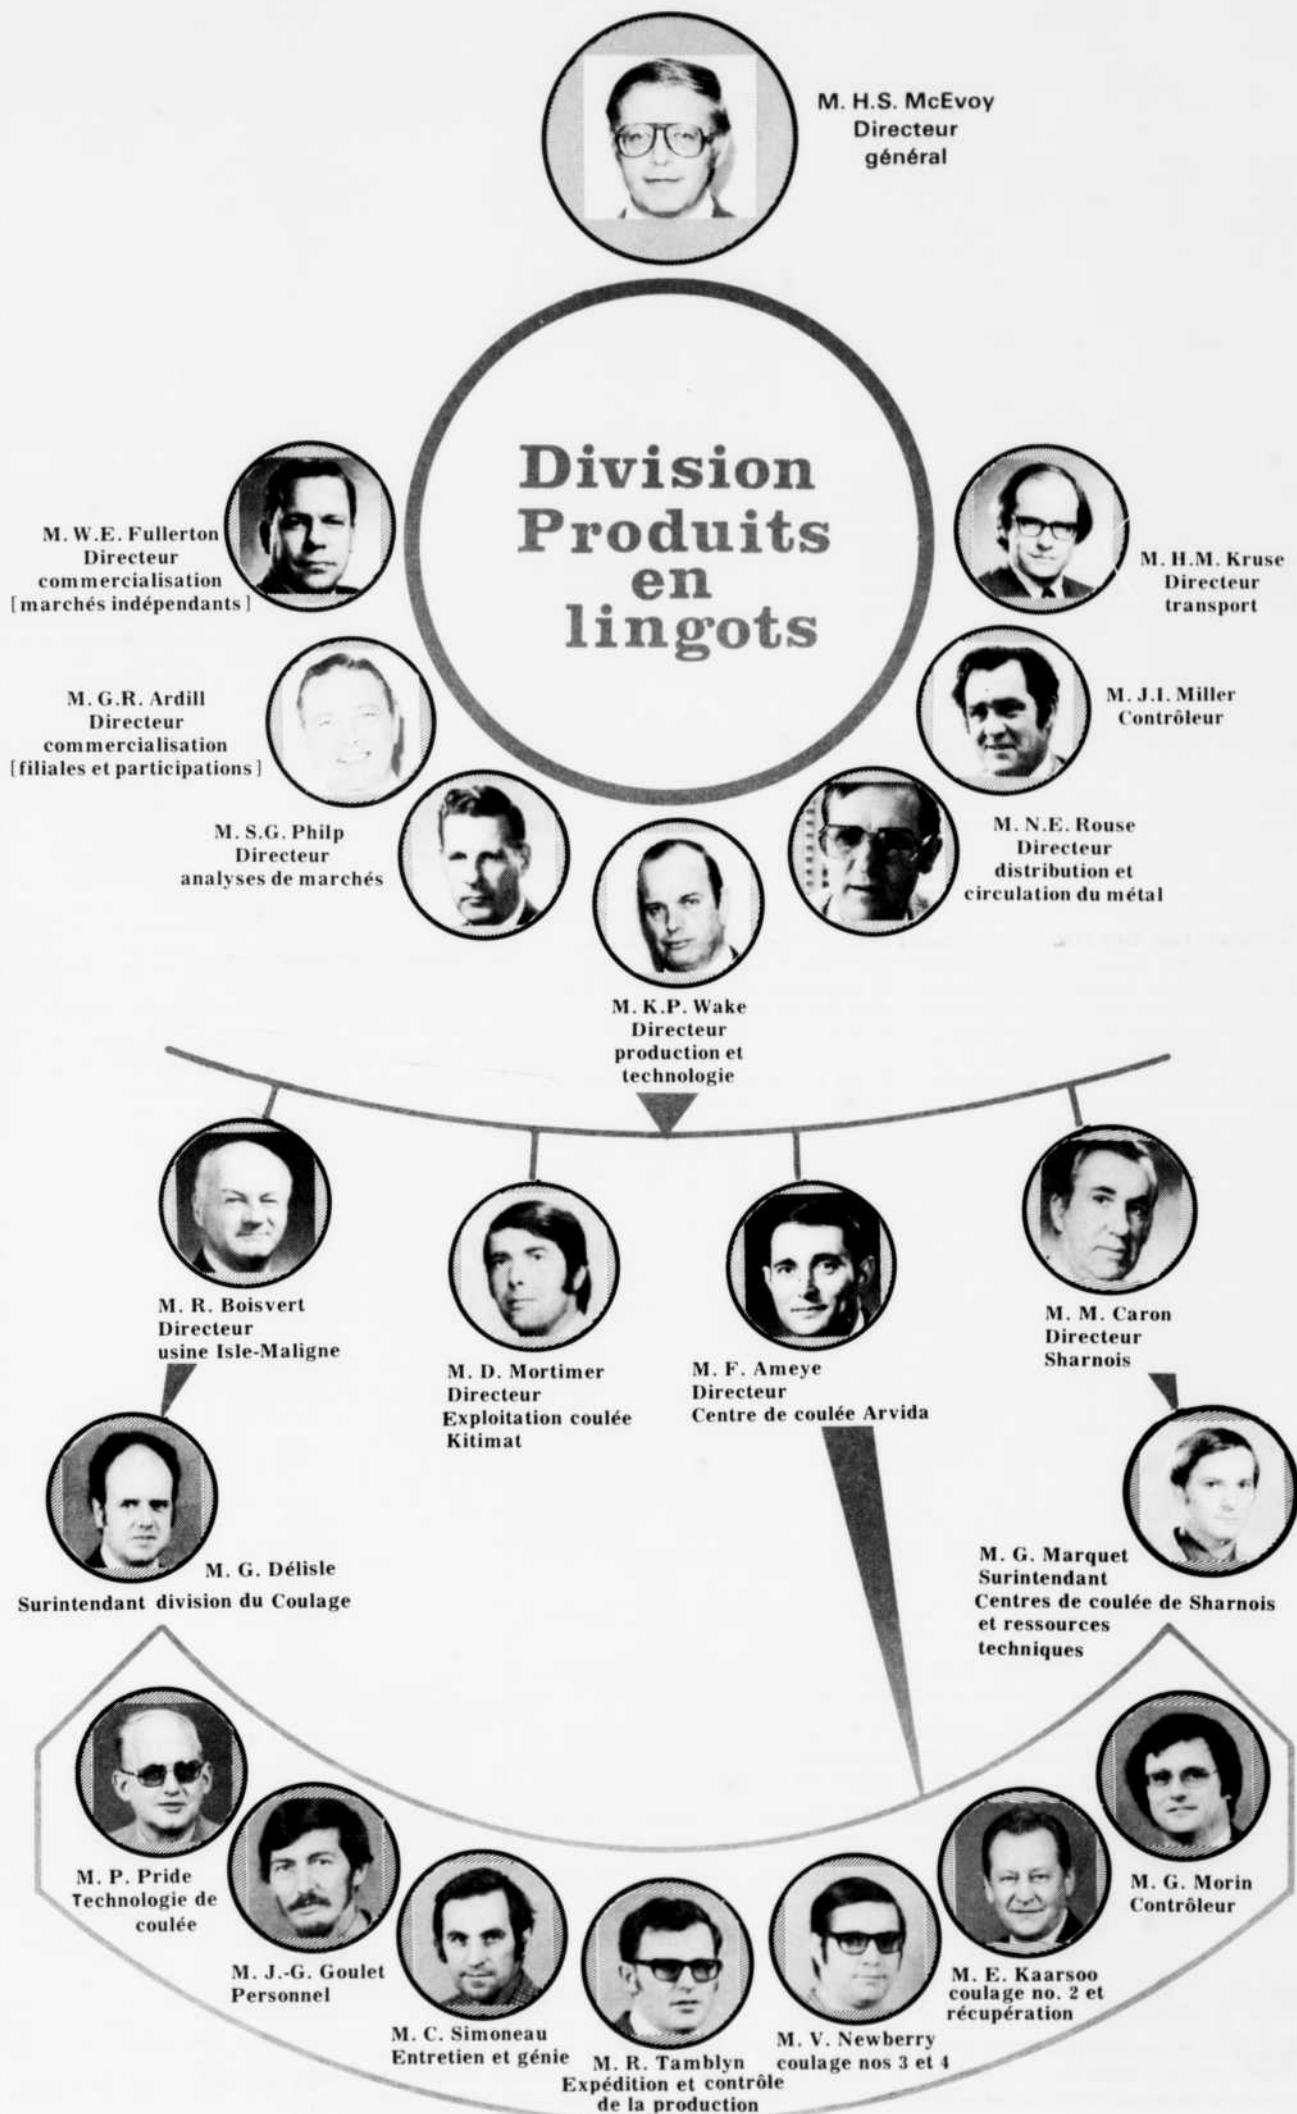 M. H.S. McEvoy
Directeur
général
Division
Produits
en
lingots
M. W.E. Fullerton
Directeur
commercialisation
[marchés indépendants]
M. H.M. Kruse
Directeur
transport
M. G.R. Ardill
Directeur
commercialisation
[filiales et participations]
M. J.I. Miller
Contrôleur
M. S.G. Philp
Directeur
analyses de marchés
M. N.E. Rouse
Directeur
distribution et
circulation du métal
M. K.P. Wake
Directeur
production et
technologie
M. R. Boisvert
Directeur
usine Isle-Maligne
M. D. Mortimer
Directeur
Exploitation coulée
Kitimat
M. F. Ameye
Directeur
Centre de coulée Arvida
M. M. Caron
Directeur
Sharnois
M. G. Délisle
Surintendant division du Coulage
M. G. Marquet
Surintendant
Centres de coulée de Sharnois
et ressources
techniques
M. P. Pride
Technologie de
coulée
M. J.-G. Goulet
Personnel
M. C. Simoneau
Entretien et génie
M. R. Tamblyn
Expédition et contrôle
de la production
M. V. Newberry
coulage nos 3 et 4
M. E. Kaarsoo
coulage no. 2 et
récupération
M. G. Morin
Contrôleur